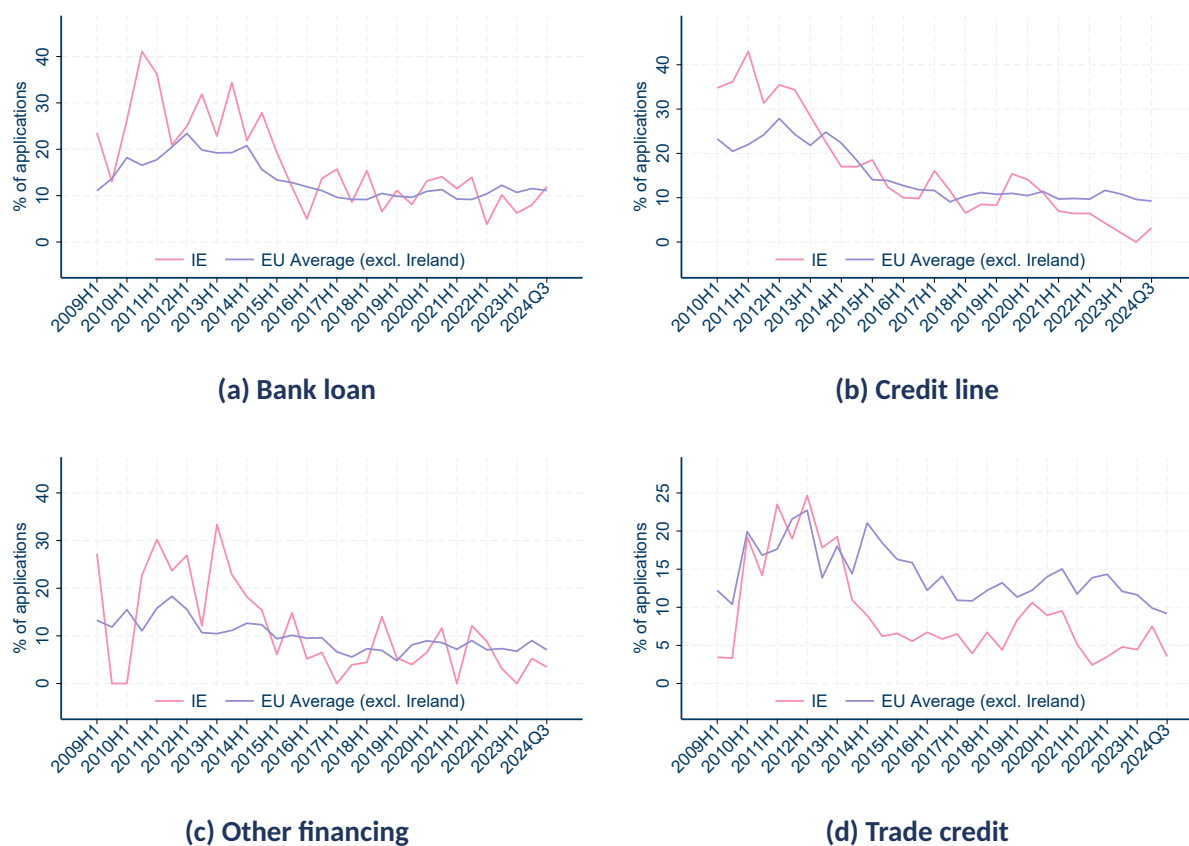 % of applications
40
30
20
10
0
IE
EU Average (excl. Ireland)
2009H1
2010H1
2011H1
2012H1
2013H1
2014H1
2015H1
2016H1
2017H1
2018H1
2019H1
2020H1
2021H1
2022H1
2023H1
2024Q3
(a) Bank loan
% of applications
40
30
20
10
0
IE
EU Average (excl. Ireland)
2010H1
2011H1
2012H1
2013H1
2014H1
2015H1
2016H1
2017H1
2018H1
2019H1
2020H1
2021H1
2022H1
2023H1
2024Q3
(b) Credit line
% of applications
40
30
20
10
0
IE
EU Average (excl. Ireland)
2009H1
2010H1
2011H1
2012H1
2013H1
2014H1
2015H1
2016H1
2017H1
2018H1
2019H1
2020H1
2021H1
2022H1
2023H1
2024Q3
(c) Other financing
% of applications
25
20
15
10
5
0
IE
EU Average (excl. Ireland)
2009H1
2010H1
2011H1
2012H1
2013H1
2014H1
2015H1
2016H1
2017H1
2018H1
2019H1
2020H1
2021H1
2022H1
2023H1
2024Q3
(d) Trade credit